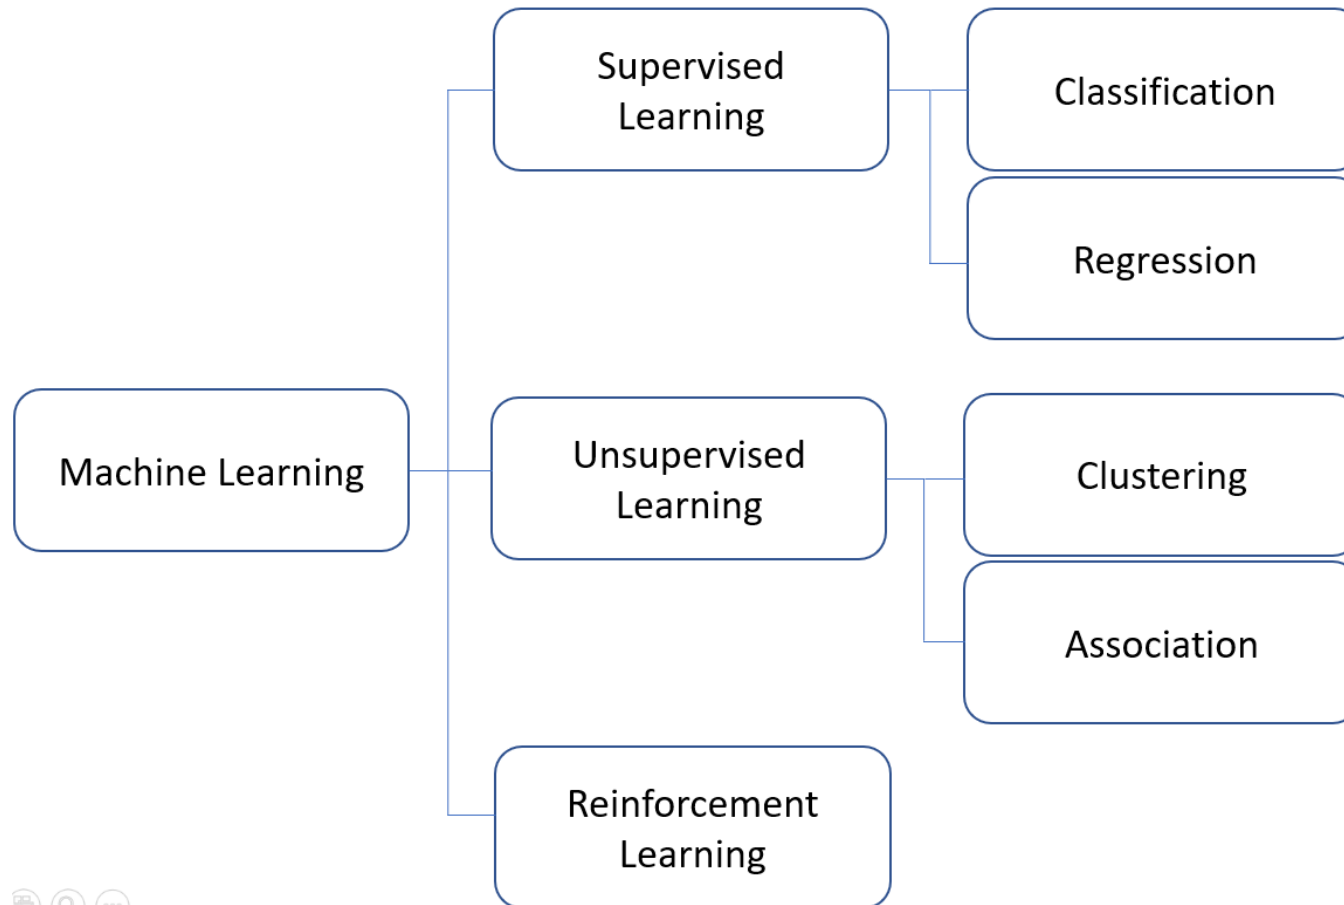 Supervised
Learning
Classification
Regression
Machine Learning
Unsupervised
Learning
Clustering
Association
Reinforcement
Learning